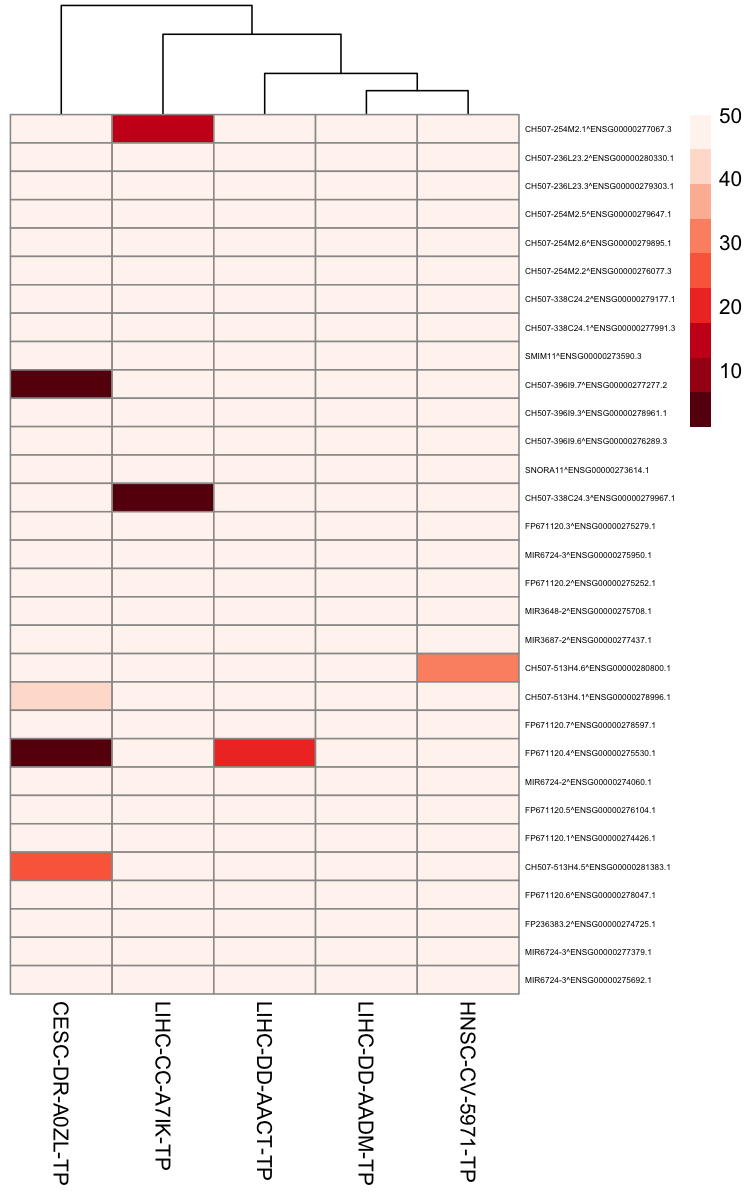 50
40
30
20
10
CH507-254M2.1^ENSG00000277067.3
CH507-236L23.2^ENSG00000280330.1
CH507-236L23.3^ENSG00000279303.1
CH507-254M2.5^ENSG00000279647.1
CH507-254M2.6^ENSG00000279895.1
CH507-254M2.2^ENSG00000276077.3
CH507-338C24.2^ENSG00000279177.1
CH507-338C24.1^ENSG00000277991.3
SMIM11^ENSG00000273590.3
CH507-396I9.7^ENSG00000277277.2
CH507-396I9.3^ENSG00000278961.1
CH507-396I9.6^ENSG00000276289.3
SNORA11^ENSG00000273614.1
CH507-338C24.3^ENSG00000279967.1
FP671120.3^ENSG00000275279.1
MIR6724-3^ENSG00000275950.1
FP671120.2^ENSG00000275252.1
MIR3648-2^ENSG00000275708.1
MIR3687-2^ENSG00000277437.1
CH507-513H4.6^ENSG00000280800.1
CH507-513H4.1^ENSG00000278996.1
FP671120.7^ENSG00000278597.1
FP671120.4^ENSG00000275530.1
MIR6724-2^ENSG00000274060.1
FP671120.5^ENSG00000276104.1
FP671120.1^ENSG00000274426.1
CH507-513H4.5^ENSG00000281383.1
FP671120.6^ENSG00000278047.1
FP236383.2^ENSG00000274725.1
MIR6724-3^ENSG00000277379.1
MIR6724-3^ENSG00000275692.1
CESC-DR-A0ZL-TP
LIHC-CC-A7IK-TP
LIHC-DD-AACT-TP
LIHC-DD-AADM-TP
HNSC-CV-5971-TP